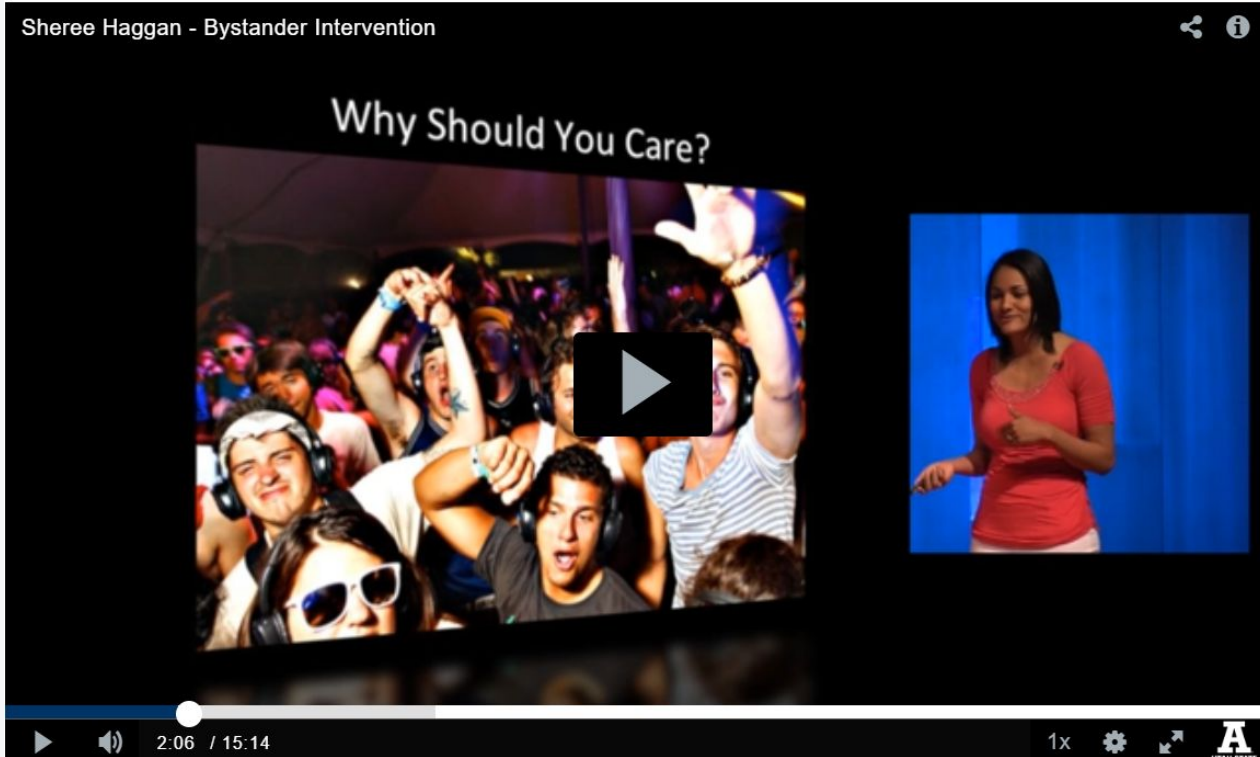 Sheree Haggan - Bystander Intervention
Why Should You Care?
2:06 / 15:14
1x
A